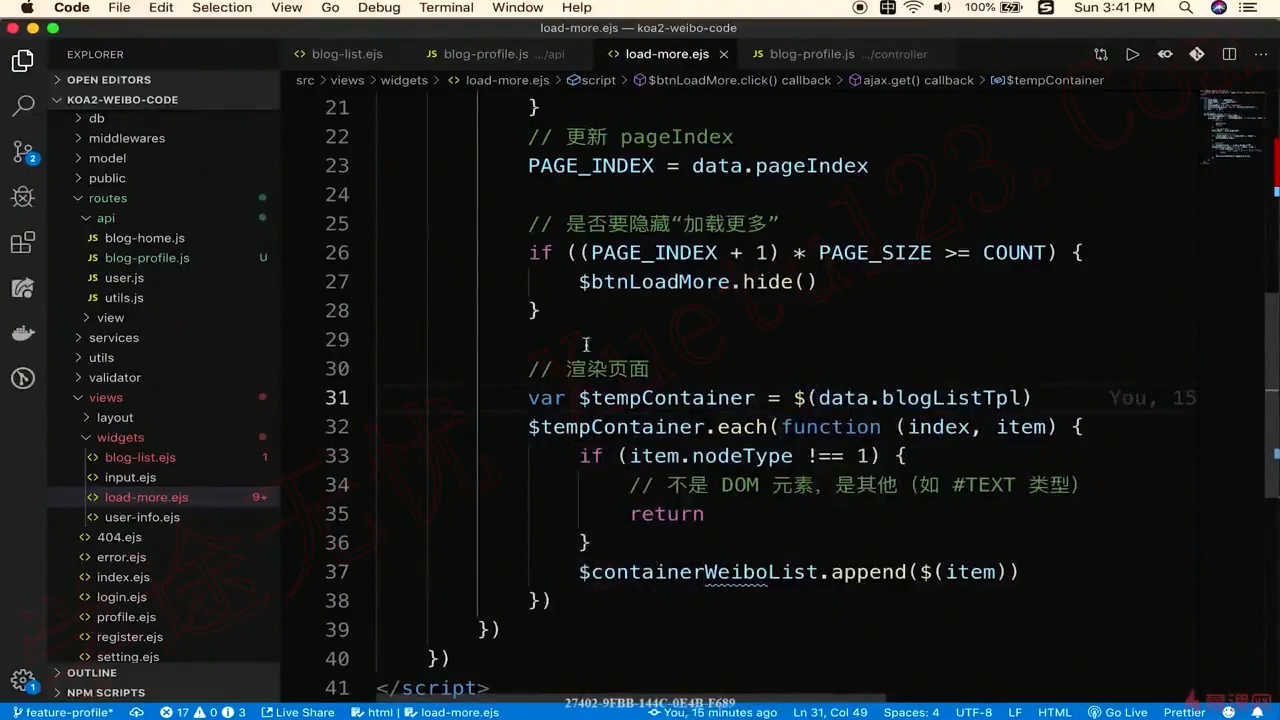 Code File Edit Selection View Go Debug Terminal Window Help 100% Sun 3:41 PM
load-more.ejs — koa2-weibo-code
EXPLORER
blog-list.ejs
blog-profile.js .../api
load-more.ejs
blog-profile.js .../controller
OPEN EDITORS
KOA2-WEIBO-CODE
db
middlewares
model
public
routes
api
blog-home.js
blog-profile.js U
user.js
utils.js
view
services
utils
validator
views
layout
widgets
blog-list.ejs 1
input.ejs
load-more.ejs 9+
user-info.ejs
404.ejs
error.ejs
index.ejs
login.ejs
profile.ejs
register.ejs
setting.ejs
OUTLINE
NPM SCRIPTS
2
1
src > views > widgets > load-more.ejs > script > $btnLoadMore.click() callback > ajax.get() callback > $tempContainer
21 }
22 // 更新 pageIndex
23 PAGE_INDEX = data.pageIndex
24
25 // 是否要隐藏“加载更多”
26 if ((PAGE_INDEX + 1) * PAGE_SIZE >= COUNT) {
27 $btnLoadMore.hide()
28 }
29
30 // 渲染页面
31 var $tempContainer = $(data.blogListTpl) You, 15
32 $tempContainer.each(function (index, item) {
33 if (item.nodeType !== 1) {
34 // 不是 DOM 元素，是其他（如 #TEXT 类型）
35 return
36 }
37 $containerWeiboList.append($(item))
38 })
39 })
40 })
41 </script>
27402-9FBB-144C-0E4B-F689
feature-profile* 17 0 3 Live Share html load-more.ejs You, 15 minutes ago Ln 31, Col 49 Spaces: 4 UTF-8 LF HTML Go Live Prettier